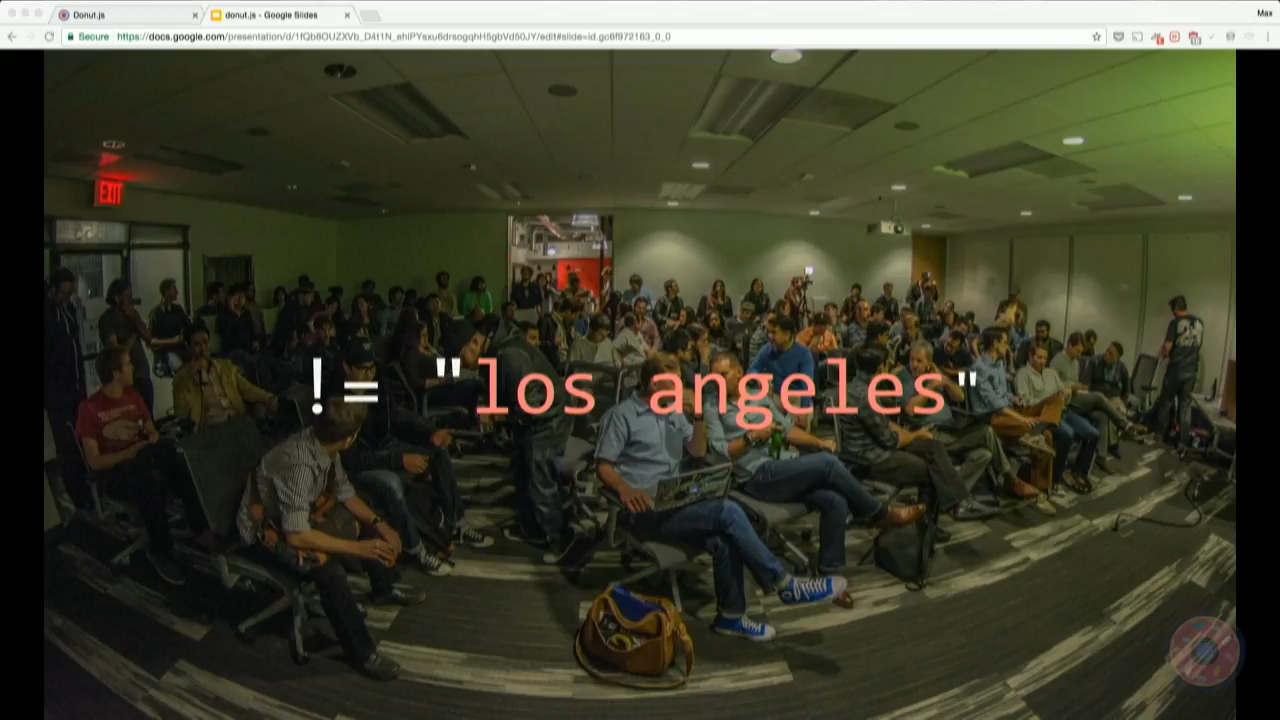 Donut.js
donut.js - Google Slides
Max
Secure
https://docs.google.com/presentation/d/1fQb8OUZXVb_D4t1N_ehlPYsxu6drsogqhH5gbVd50JY/edit#slide=id.gc6f972163_0_0
EXIT
!= "los angeles"